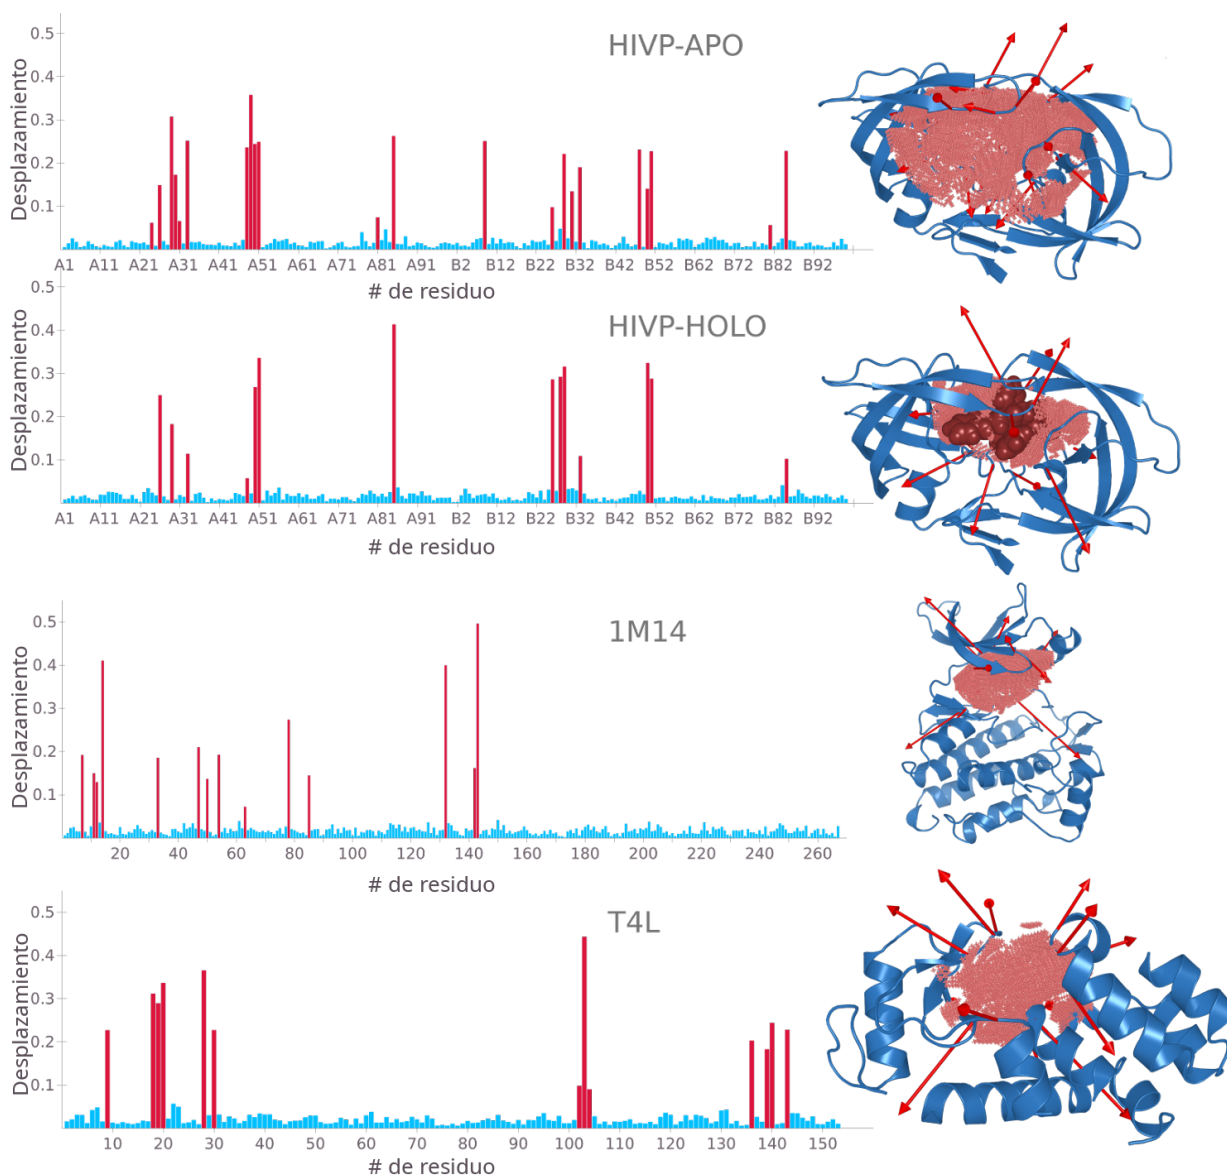 HIVP-APO
Desplazamiento
0.5
0.4
0.3
0.2
0.1
A1 A11 A21 A31 A41 A51 A61 A71 A81 A91 B2 B12 B22 B32 B42 B52 B62 B72 B82 B92
# de residuo
HIVP-HOLO
Desplazamiento
0.5
0.4
0.3
0.2
0.1
A1 A11 A21 A31 A41 A51 A61 A71 A81 A91 B2 B12 B22 B32 B42 B52 B62 B72 B82 B92
# de residuo
1M14
Desplazamiento
0.5
0.4
0.3
0.2
0.1
20 40 60 80 100 120 140 160 180 200 220 240 260
# de residuo
T4L
Desplazamiento
0.5
0.4
0.3
0.2
0.1
10 20 30 40 50 60 70 80 90 100 110 120 130 140 150
# de residuo